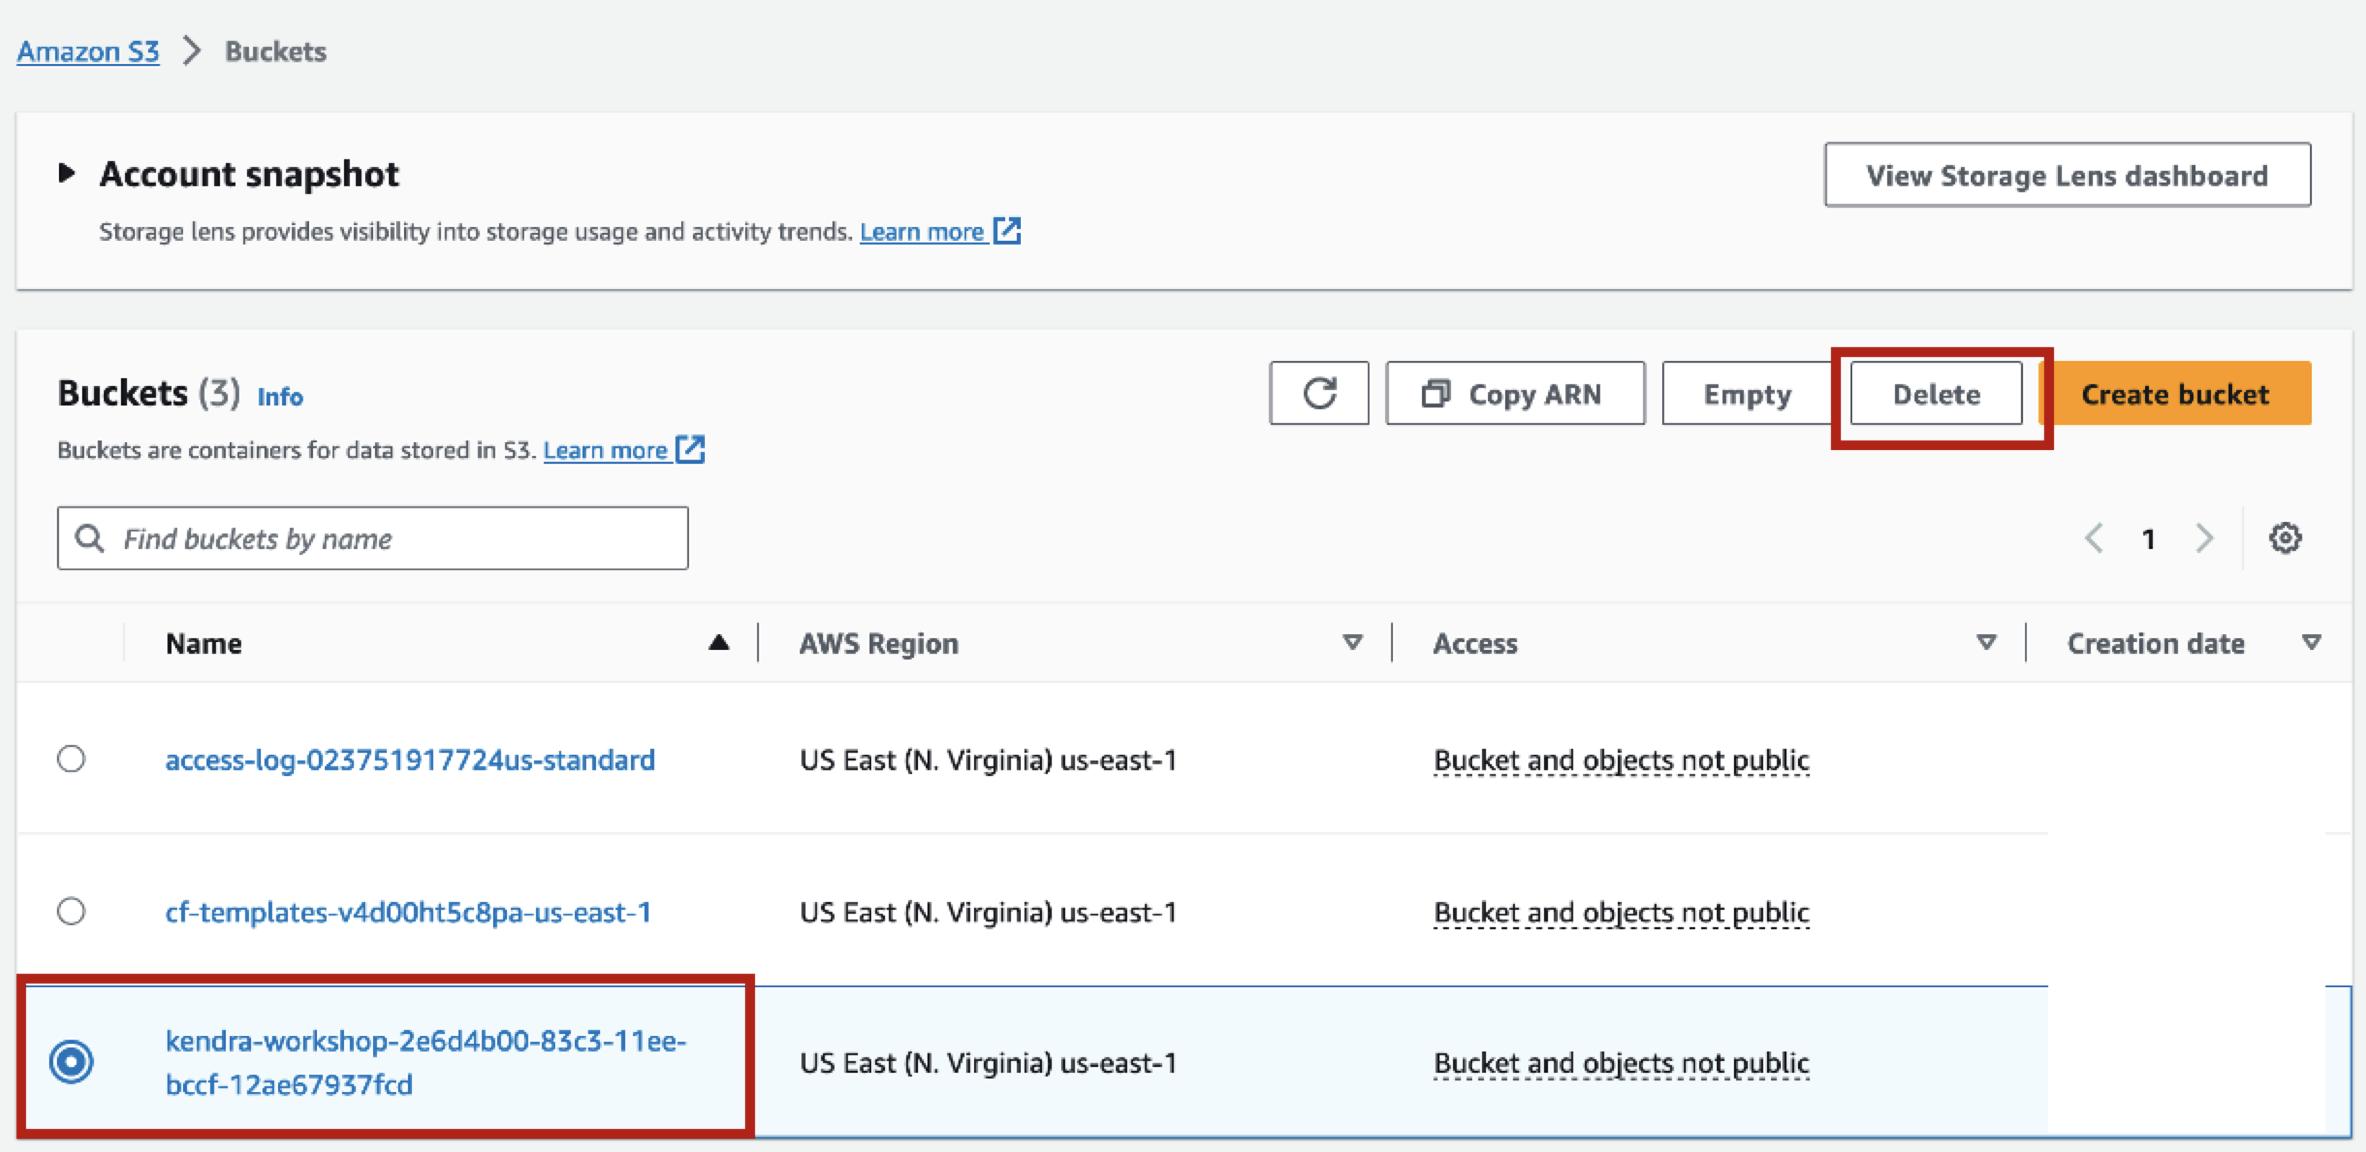 Amazon S3 > Buckets
Account snapshot
View Storage Lens dashboard
Storage lens provides visibility into storage usage and activity trends. Learn more
Buckets (3) Info
Copy ARN
Empty
Delete
Create bucket
Buckets are containers for data stored in S3. Learn more
Find buckets by name
1
Name
AWS Region
Access
Creation date
access-log-023751917724us-standard
US East (N. Virginia) us-east-1
Bucket and objects not public
cf-templates-v4d00ht5c8pa-us-east-1
US East (N. Virginia) us-east-1
Bucket and objects not public
kendra-workshop-2e6d4b00-83c3-11ee-
bccf-12ae67937fcd
US East (N. Virginia) us-east-1
Bucket and objects not public